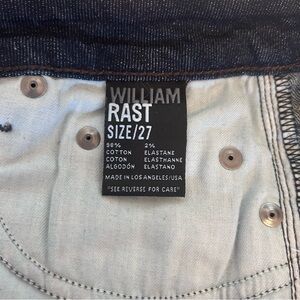 WILLIAM
RAST
SIZE/27
98% 2%
COTTON ELASTANE
COTON ELASTHANNE
ALGODÓN ELASTANO
MADE IN LOS ANGELES/USA
"SEE REVERSE FOR CARE"